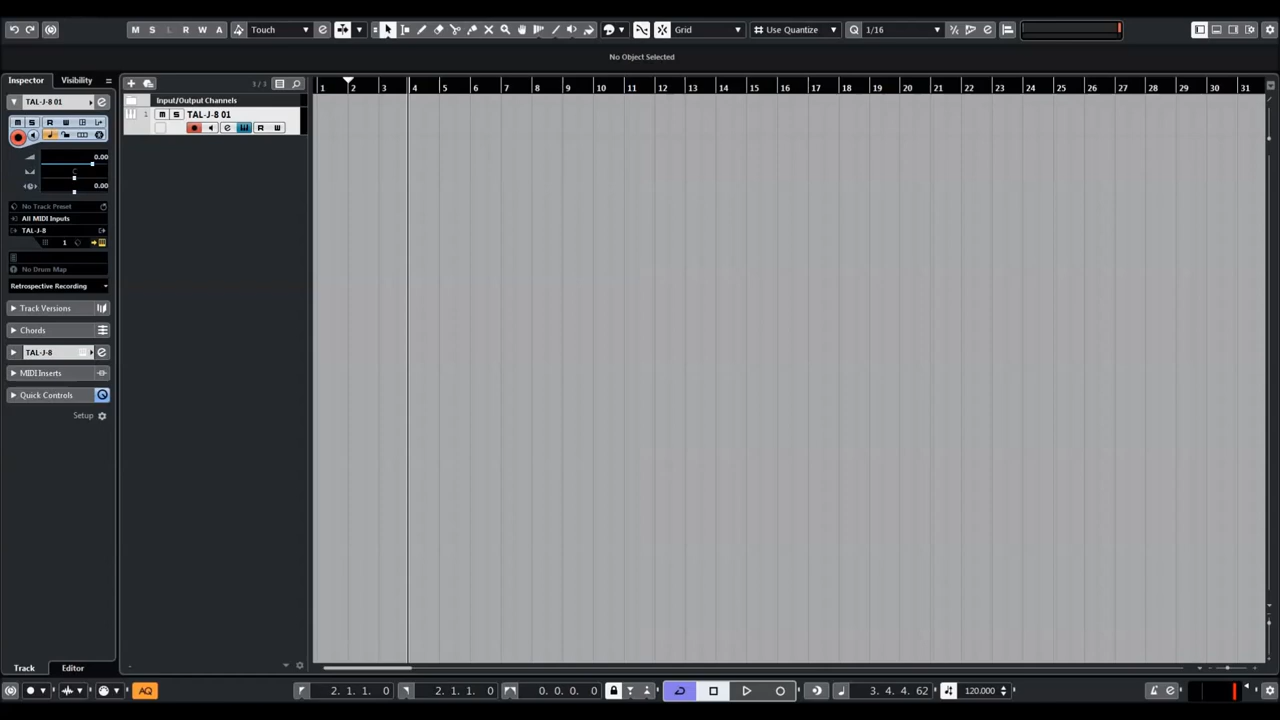 M S L R W A Touch Grid Use Quantize 1/16
No Object Selected
Inspector Visibility
1 / 3
1 2 3 4 5 6 7 8 9 10 11 12 13 14 15 16 17 18 19 20 21 22 23 24 25 26 27 28 29 30 31
TAL-J-8 01
Input/Output Channels
1 M S TAL-J-8 01
M S R W
R W
0.00
C
0.00
No Track Preset
All MIDI Inputs
TAL-J-8
1
No Drum Map
Retrospective Recording
Track Versions
Chords
TAL-J-8
MIDI Inserts
Quick Controls
Setup
Track Editor
AQ 2. 1. 1. 0 2. 1. 1. 0 0. 0. 0. 0 3. 4. 4. 62 120.000